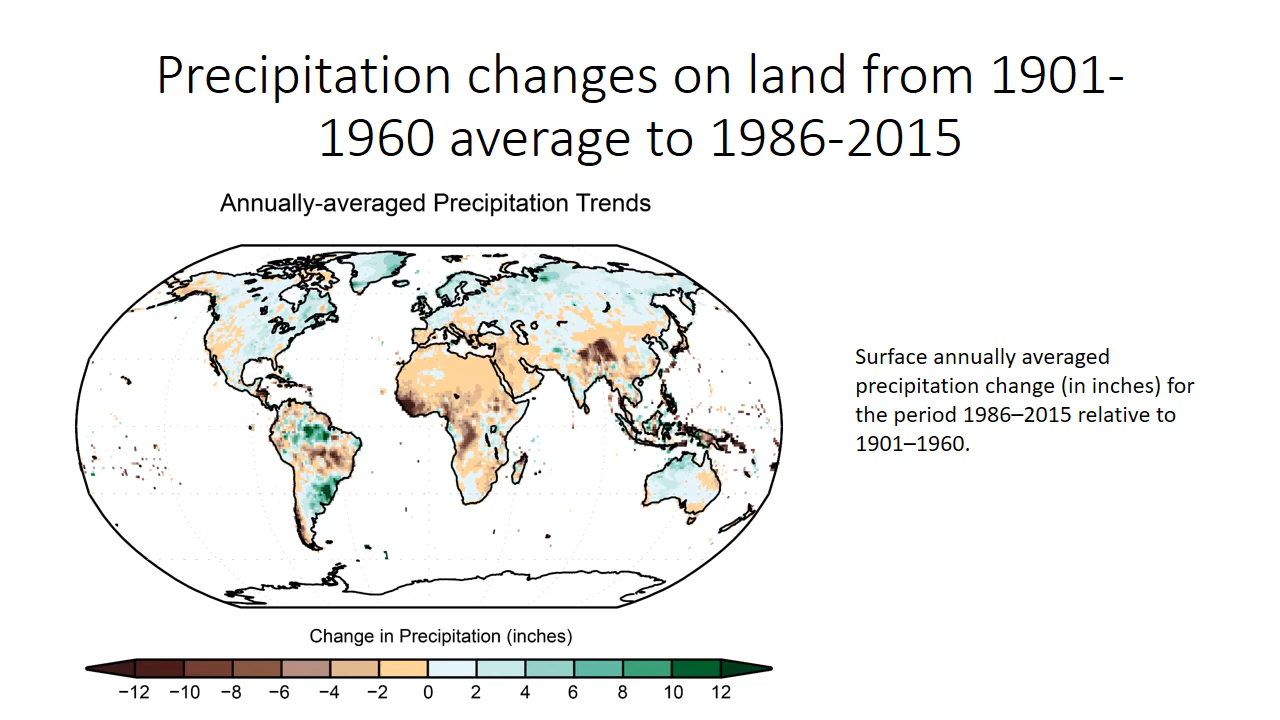 Precipitation changes on land from 1901-
1960 average to 1986-2015
Annually-averaged Precipitation Trends
Surface annually averaged
precipitation change (in inches) for
the period 1986–2015 relative to
1901–1960.
Change in Precipitation (inches)
−12 −10 −8 −6 −4 −2 0 2 4 6 8 10 12